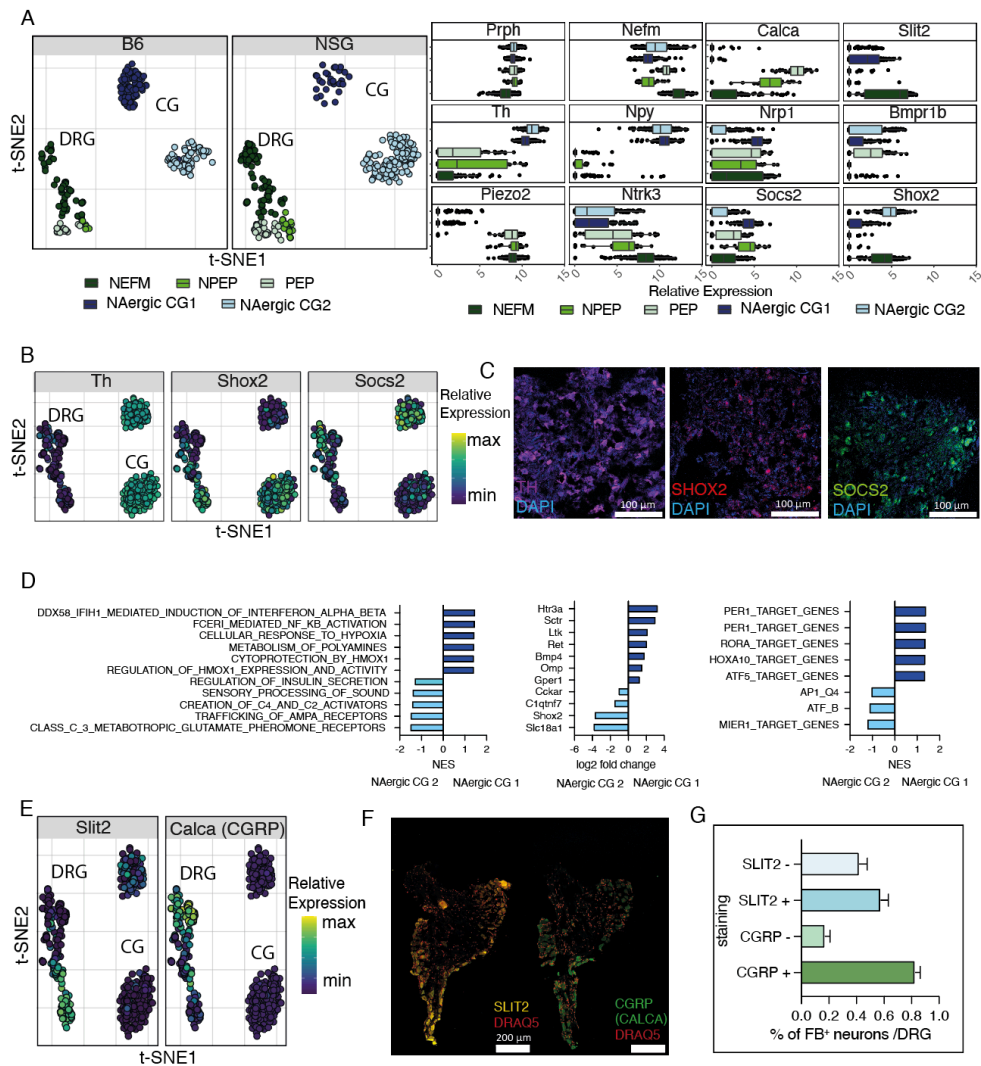 A
B6
NSG
CG
CG
DRG
DRG
t-SNE2
t-SNE1
NEFM
NPEP
PEP
NAergic CG1
NAergic CG2
Prph
Nefm
Calca
Slit2
Th
Npy
Nrp1
Bmpr1b
Piezo2
Ntrk3
Socs2
Shox2
0 5 10 15 0 5 10 15 0 5 10 15 0 5 10 15
Relative Expression
NEFM
NPEP
PEP
NAergic CG1
NAergic CG2
B
Th
Shox2
Socs2
DRG
CG
t-SNE2
t-SNE1
Relative
Expression
max
min
C
TH
DAPI
100 µm
SHOX2
DAPI
100 µm
SOCS2
DAPI
100 µm
D
DDX58_IFIH1_MEDIATED_INDUCTION_OF_INTERFERON_ALPHA_BETA
FCERI_MEDIATED_NF_KB_ACTIVATION
CELLULAR_RESPONSE_TO_HYPOXIA
METABOLISM_OF_POLYAMINES
CYTOPROTECTION_BY_HMOX1
REGULATION_OF_HMOX1_EXPRESSION_AND_ACTIVITY
REGULATION_OF_INSULIN_SECRETION
SENSORY_PROCESSING_OF_SOUND
CREATION_OF_C4_AND_C2_ACTIVATORS
TRAFFICKING_OF_AMPA_RECEPTORS
CLASS_C_3_METABOTROPIC_GLUTAMATE_PHEROMONE_RECEPTORS
-2 -1 0 1 2
NES
NAergic CG 2
NAergic CG 1
Htr3a
Sctr
Ltk
Ret
Bmp4
Omp
Gper1
Cckar
C1qtnf7
Shox2
Slc18a1
-6 -4 -2 0 2 4
log2 fold change
NAergic CG 2
NAergic CG 1
PER1_TARGET_GENES
PER1_TARGET_GENES
RORA_TARGET_GENES
HOXA10_TARGET_GENES
ATF5_TARGET_GENES
AP1_Q4
ATF_B
MIER1_TARGET_GENES
-2 -1 0 1 2
NES
NAergic CG 2
NAergic CG 1
E
Slit2
Calca (CGRP)
DRG
DRG
CG
CG
t-SNE2
t-SNE1
Relative
Expression
max
min
F
SLIT2
DRAQ5
200 µm
CGRP
(CALCA)
DRAQ5
G
staining
SLIT2 -
SLIT2 +
CGRP -
CGRP +
0.0 0.2 0.4 0.6 0.8 1.0
% of FB⁺ neurons /DRG